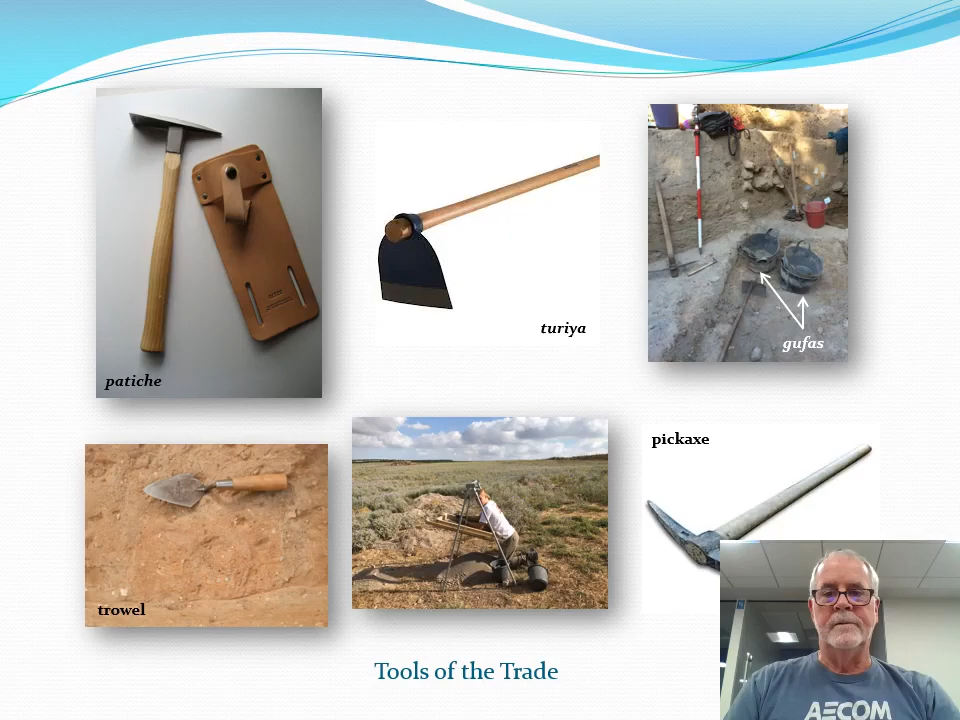 patiche
turiya
gufas
trowel
pickaxe
Tools of the Trade
AECOM